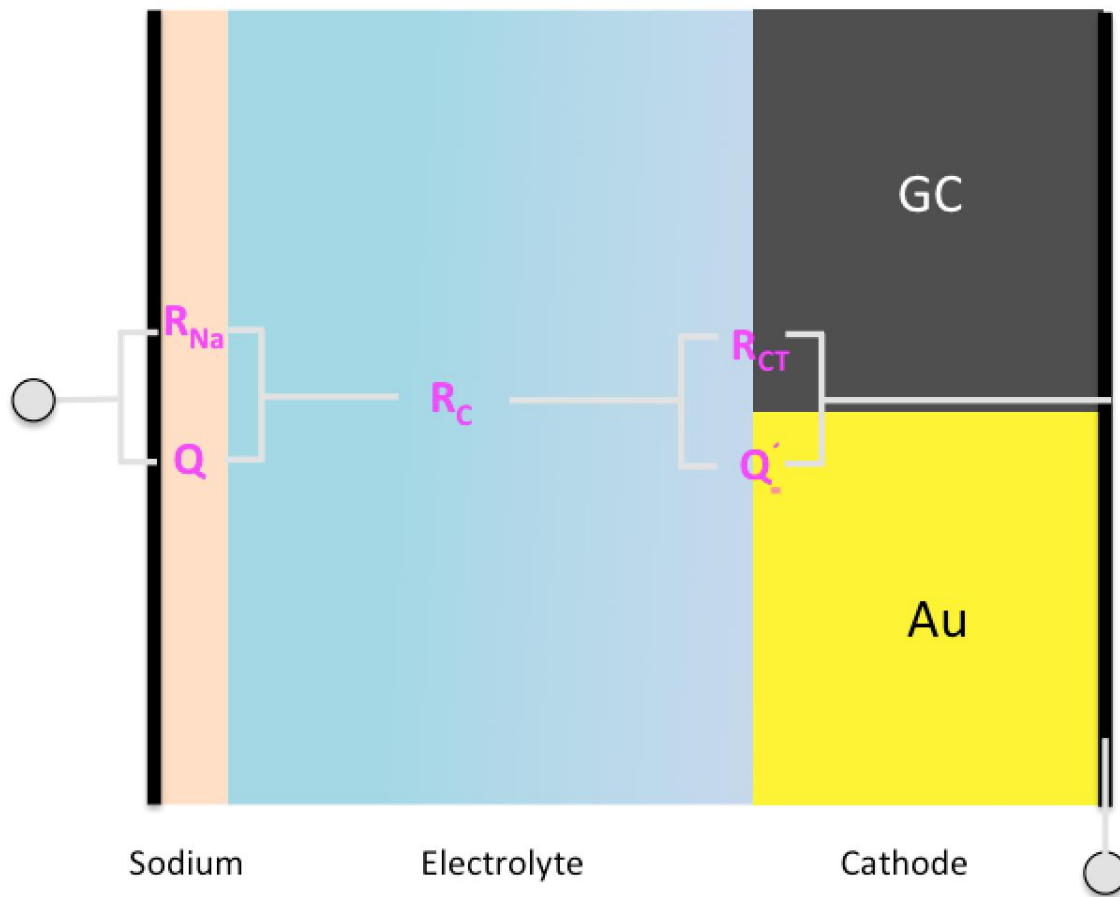 GC
R_Na
R_CT
R_C
Q
Q´
Au
Sodium Electrolyte Cathode